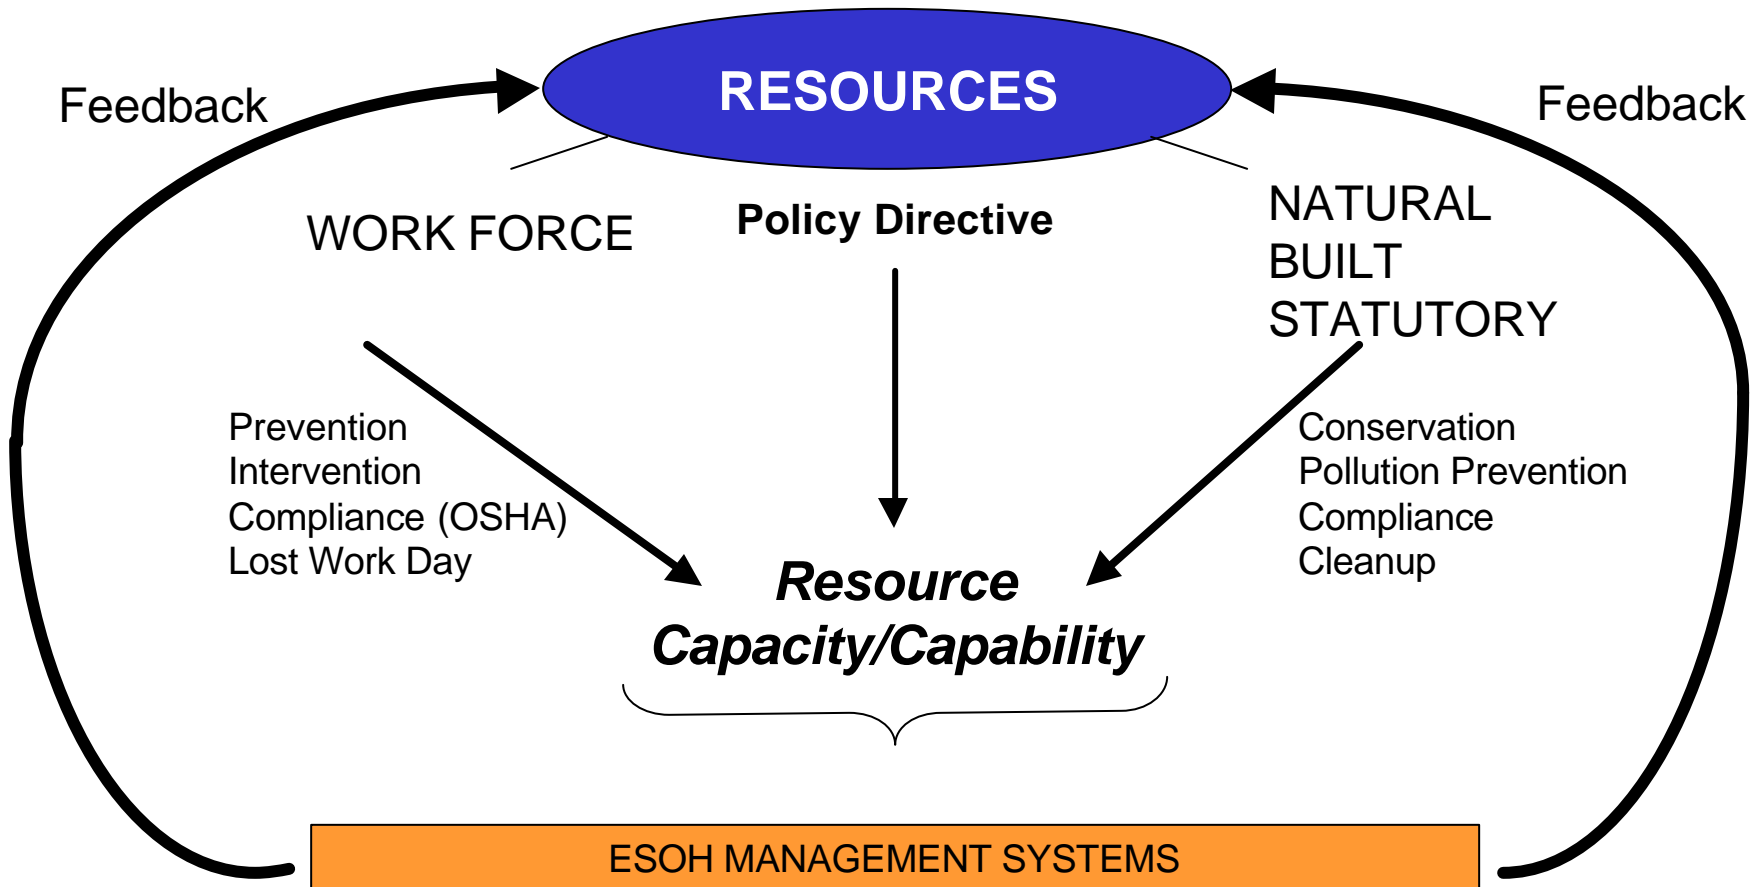 RESOURCES
Feedback
Feedback
WORK FORCE
Policy Directive
NATURAL
BUILT
STATUTORY
Prevention
Intervention
Compliance (OSHA)
Lost Work Day
Conservation
Pollution Prevention
Compliance
Cleanup
Resource
Capacity/Capability
ESOH MANAGEMENT SYSTEMS